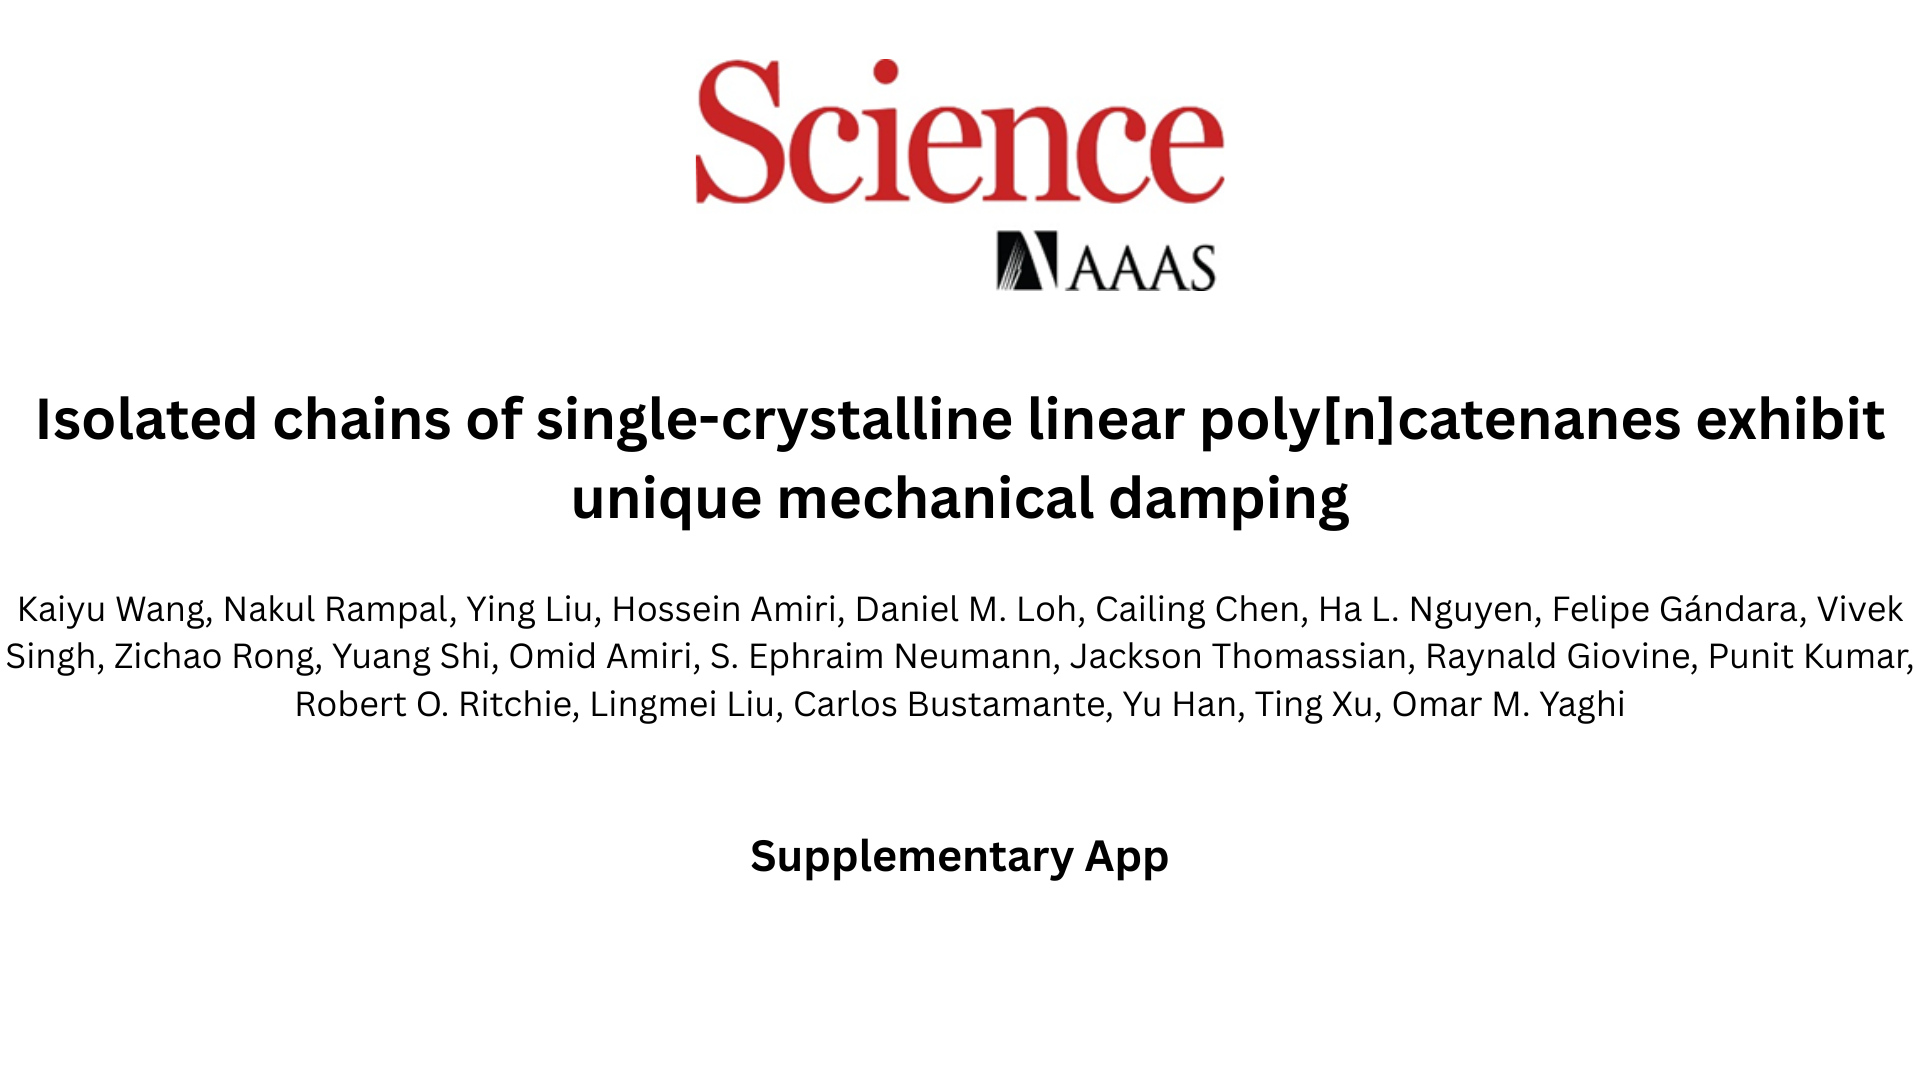 Science
AAAS
Isolated chains of single-crystalline linear poly[n]catenanes exhibit
unique mechanical damping
Kaiyu Wang, Nakul Rampal, Ying Liu, Hossein Amiri, Daniel M. Loh, Cailing Chen, Ha L. Nguyen, Felipe Gándara, Vivek
Singh, Zichao Rong, Yuang Shi, Omid Amiri, S. Ephraim Neumann, Jackson Thomassian, Raynald Giovine, Punit Kumar,
Robert O. Ritchie, Lingmei Liu, Carlos Bustamante, Yu Han, Ting Xu, Omar M. Yaghi
Supplementary App